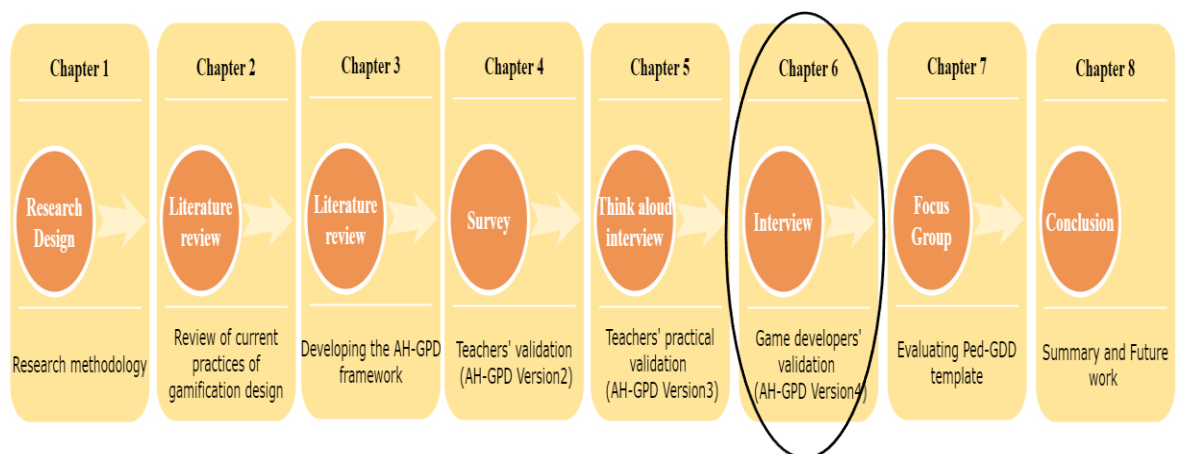 Chapter 1
Research
Design
Research methodology
Chapter 2
Literature
review
Review of current
practices of
gamification design
Chapter 3
Literature
review
Developing the AH-GPD
framework
Chapter 4
Survey
Teachers' validation
(AH-GPD Version2)
Chapter 5
Think aloud
interview
Teachers' practical
validation
(AH-GPD Version3)
Chapter 6
Interview
Game developers'
validation
(AH-GPD Version4)
Chapter 7
Focus
Group
Evaluating Ped-GDD
template
Chapter 8
Conclusion
Summary and Future
work